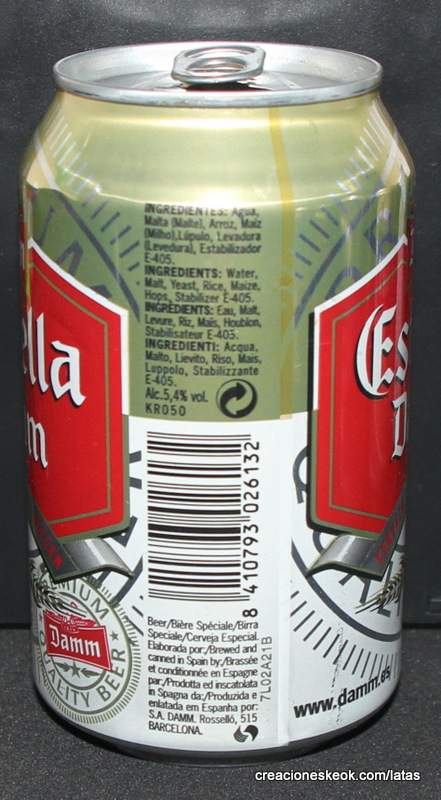 INGREDIENTES: Agua,
Malta (Malte), Arroz, Maíz
(Milho),Lúpulo, Levadora
(Levedura), Estabilizador
E-405.
INGREDIENTS: Water,
Malt, Yeast, Rice, Maize,
Hops, Stabilizer E-405.
INGRÉDIENTS: Eau, Malt,
Levure, Riz, Maïs, Houblon,
Stabilisateur E-405.
INGREDIENTI: Acqua,
Malto, Lievito, Riso, Mais,
Luppolo, Stabilizzante
E-405.
Alc.5,4% vol.
KR050
ella
m
Es
D
8 410793 026132
Beer/Bière Spéciale/Birra
Speciale/Cerveja Especial.
Elaborada por:/Brewed and
canned in Spain by:/Brassée
et conditionnée en Espagne
par:/Prodotta ed inscatolata
in Spagna da:/Produzida e
enlatada em Espanha por:
S.A. DAMM. Rosselló, 515
BARCELONA.
7L02A21B
PREMIUM
Damm
QUALITY BEER
www.damm.es
creacioneskeok.com/latas